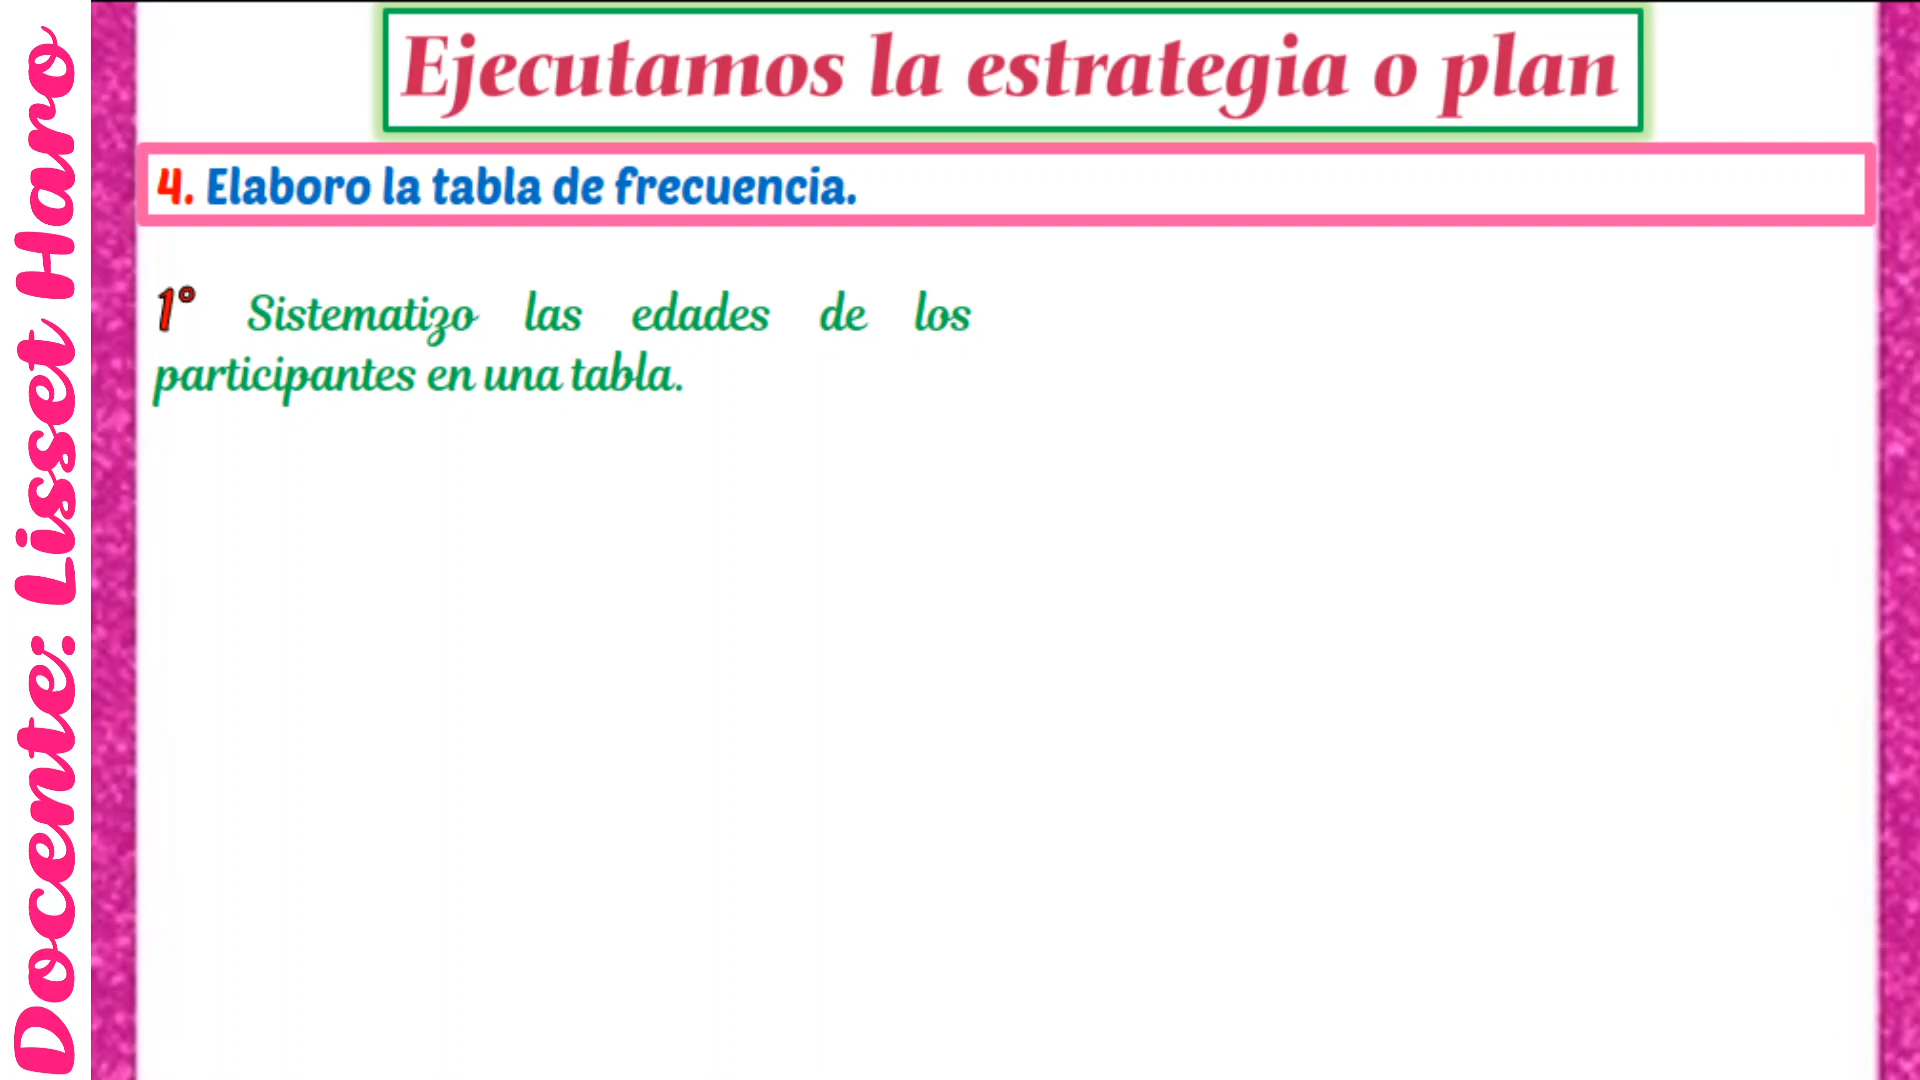 Docente: Lisset Haro
Ejecutamos la estrategia o plan
4. Elaboro la tabla de frecuencia.
1° Sistematizo las edades de los
participantes en una tabla.